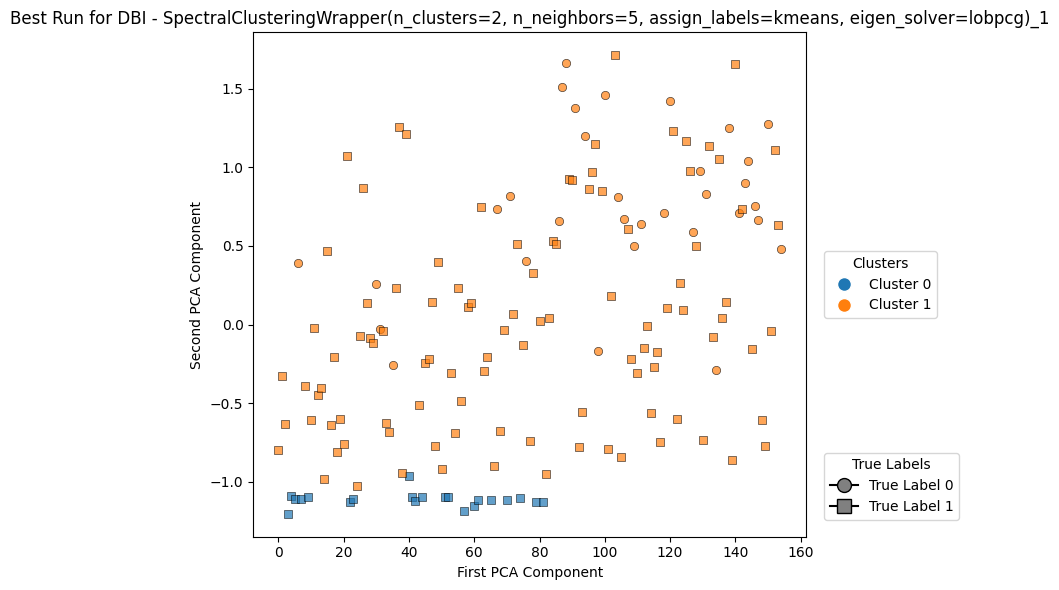 Best Run for DBI - SpectralClusteringWrapper(n_clusters=2, n_neighbors=5, assign_labels=kmeans, eigen_solver=lobpcg)_1
Second PCA Component
1.5
1.0
0.5
0.0
−0.5
−1.0
0 20 40 60 80 100 120 140 160
First PCA Component
Clusters
Cluster 0
Cluster 1
True Labels
True Label 0
True Label 1